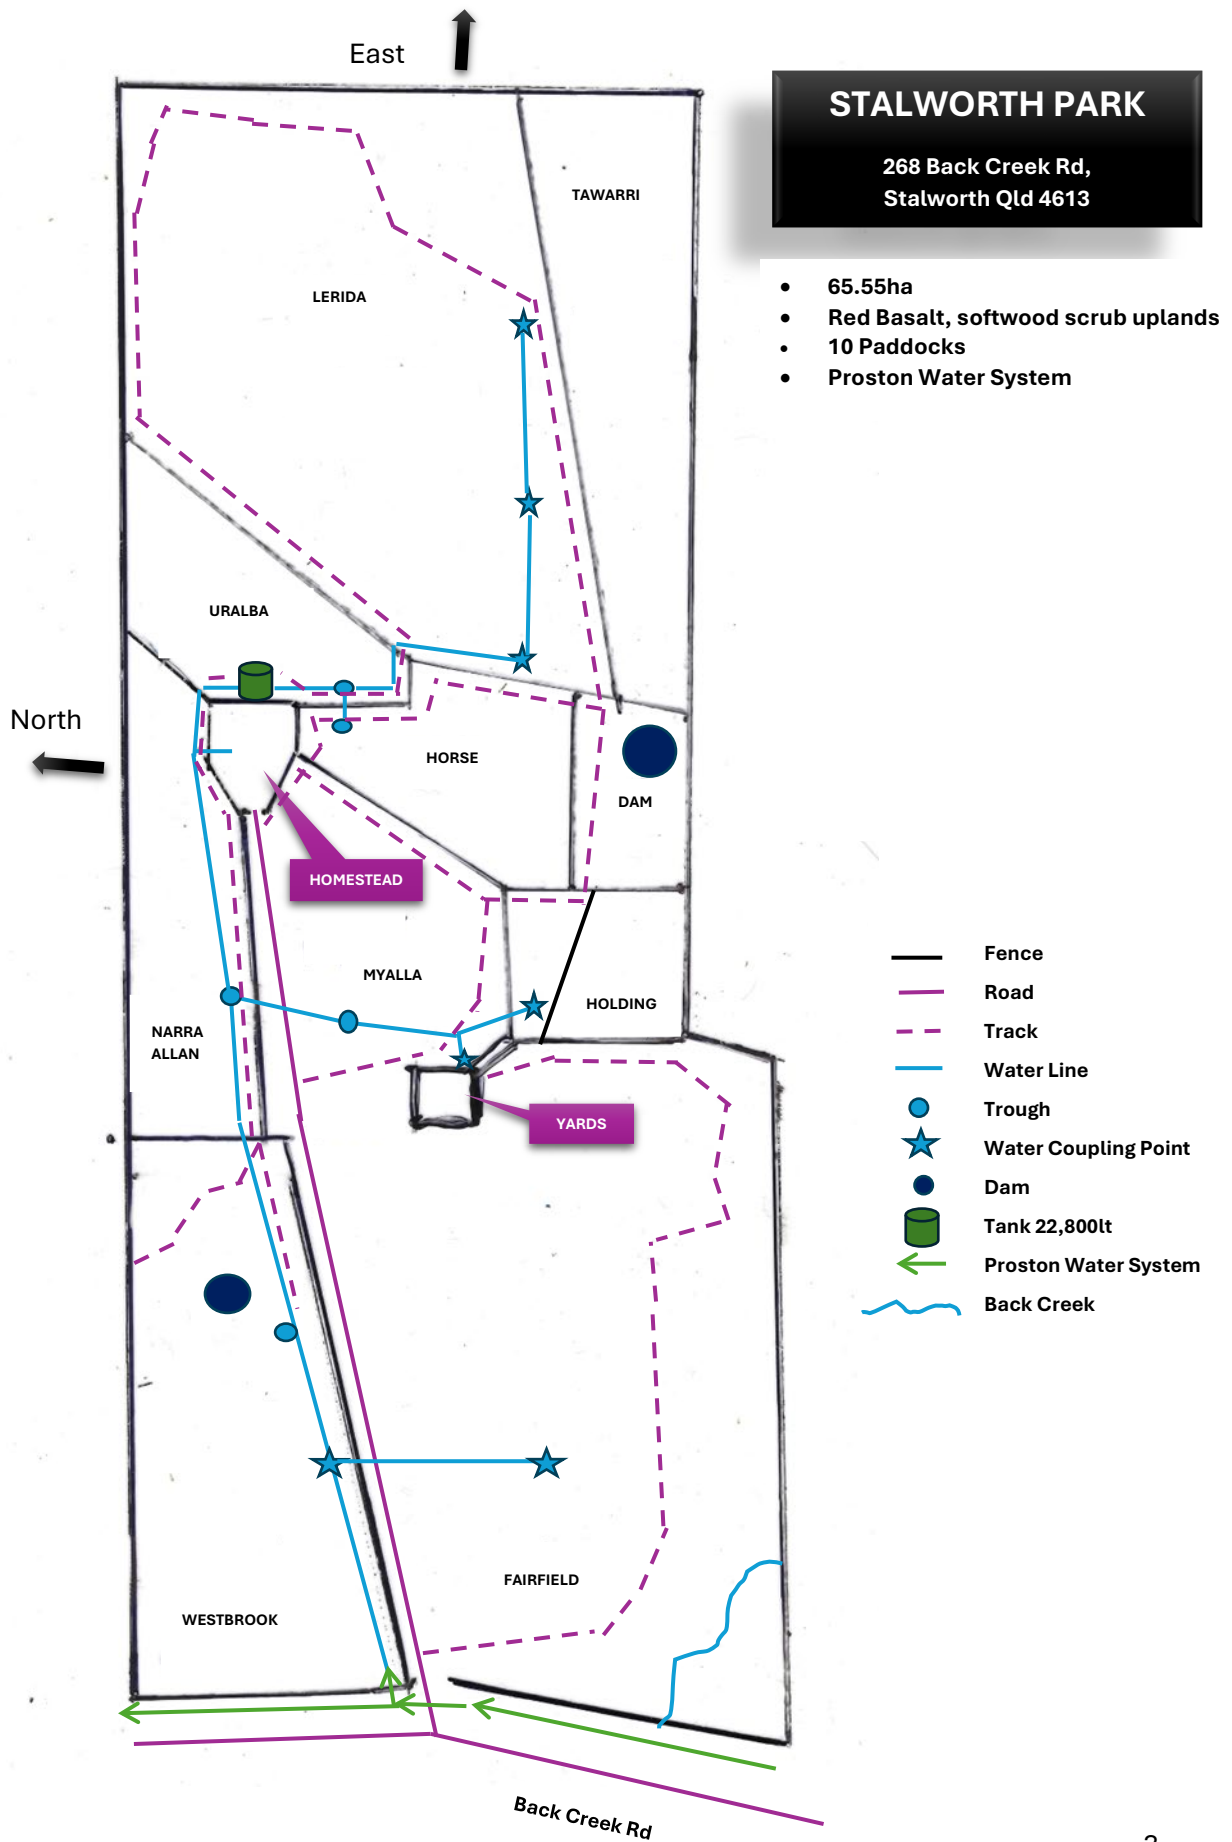 East
STALWORTH PARK
268 Back Creek Rd,
Stalworth Qld 4613
TAWARRI
• 65.55ha
• Red Basalt, softwood scrub uplands
• 10 Paddocks
• Proston Water System
LERIDA
URALBA
North
HORSE
DAM
HOMESTEAD
MYALLA
HOLDING
NARRA
ALLAN
YARDS
Fence
Road
Track
Water Line
Trough
Water Coupling Point
Dam
Tank 22,800lt
Proston Water System
Back Creek
FAIRFIELD
WESTBROOK
Back Creek Rd